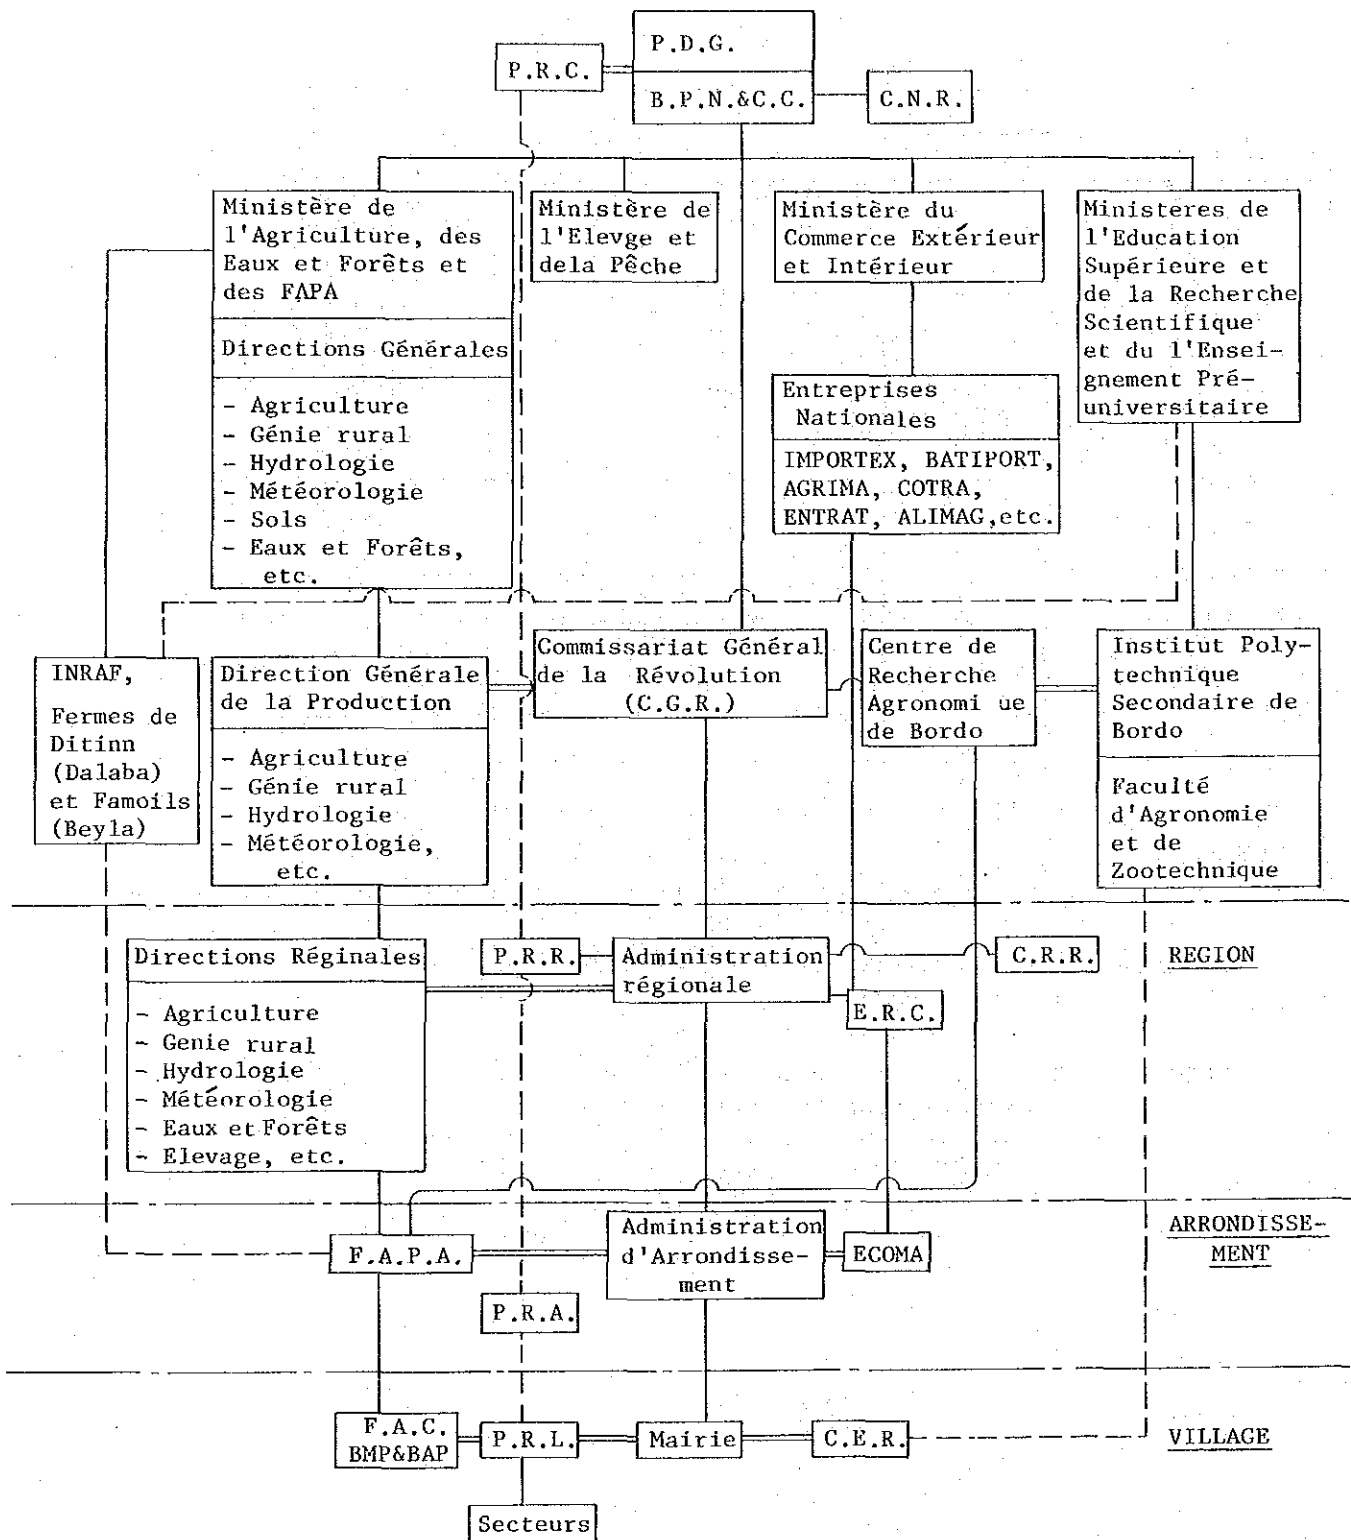 P.D.G.
P.R.C.
B.P.N.&C.C.
C.N.R.
Ministère de
l'Agriculture, des
Eaux et Forêts et
des FAPA
Directions Générales
- Agriculture
- Génie rural
- Hydrologie
- Météorologie
- Sols
- Eaux et Forêts,
etc.
Ministère de
l'Elevge et
dela Pêche
Ministère du
Commerce Extérieur
et Intérieur
Entreprises
Nationales
IMPORTEX, BATIPORT,
AGRIMA, COTRA,
ENTRAT, ALIMAG,etc.
Ministeres de
l'Education
Supérieure et
de la Recherche
Scientifique
et du l'Ensei-
gnement Pré-
universitaire
INRAF,
Fermes de
Ditinn
(Dalaba)
et Famoils
(Beyla)
Direction Générale
de la Production
- Agriculture
- Génie rural
- Hydrologie
- Météorologie,
etc.
Commissariat Général
de la Révolution
(C.G.R.)
Centre de
Recherche
Agronomi ue
de Bordo
Institut Poly-
technique
Secondaire de
Bordo
Faculté
d'Agronomie
et de
Zootechnique
Directions Réginales
- Agriculture
- Genie rural
- Hydrologie
- Météorologie
- Eaux et Forêts
- Elevage, etc.
P.R.R.
Administration
régionale
C.R.R.
E.R.C.
REGION
F.A.P.A.
Administration
d'Arrondisse-
ment
ECOMA
ARRONDISSE-
MENT
P.R.A.
F.A.C.
BMP&BAP
P.R.L.
Mairie
C.E.R.
VILLAGE
Secteurs